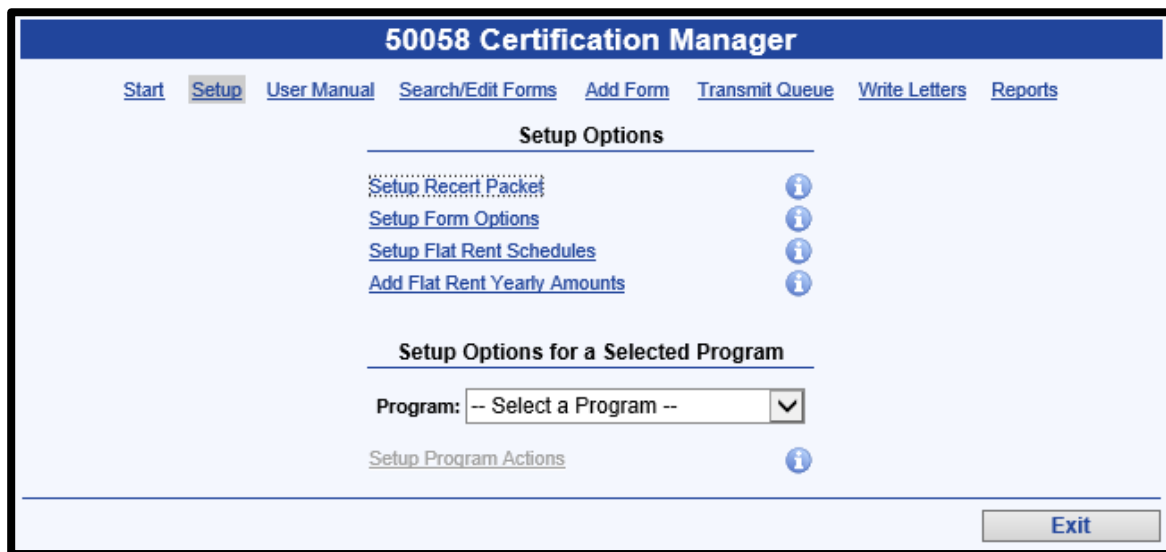 50058 Certification Manager
Start Setup User Manual Search/Edit Forms Add Form Transmit Queue Write Letters Reports
Setup Options
Setup Recert Packet
Setup Form Options
Setup Flat Rent Schedules
Add Flat Rent Yearly Amounts
Setup Options for a Selected Program
Program: -- Select a Program --
Setup Program Actions
Exit